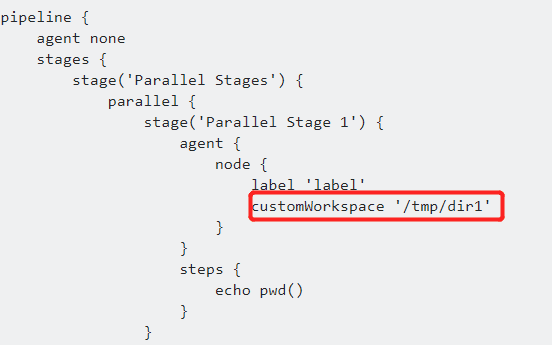 pipeline {
    agent none
    stages {
        stage('Parallel Stages') {
            parallel {
                stage('Parallel Stage 1') {
                    agent {
                        node {
                            label 'label'
                            customWorkspace '/tmp/dir1'
                        }
                    }
                    steps {
                        echo pwd()
                    }
                }